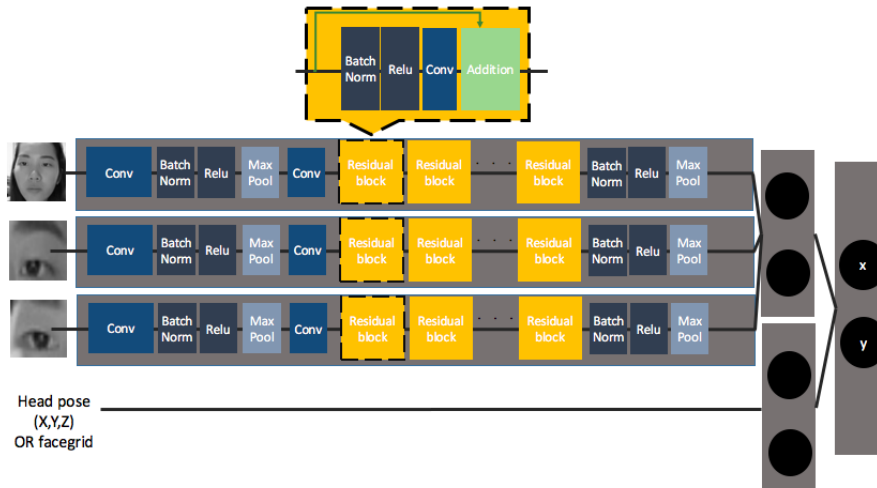 Batch
Norm
Relu
Conv
Addition
Conv
Batch
Norm
Relu
Max
Pool
Conv
Residual
block
Residual
block
. . .
Residual
block
Batch
Norm
Relu
Max
Pool
Conv
Batch
Norm
Relu
Max
Pool
Conv
Residual
block
Residual
block
. . .
Residual
block
Batch
Norm
Relu
Max
Pool
Conv
Batch
Norm
Relu
Max
Pool
Conv
Residual
block
Residual
block
. . .
Residual
block
Batch
Norm
Relu
Max
Pool
x
y
Head pose
(X,Y,Z)
OR facegrid